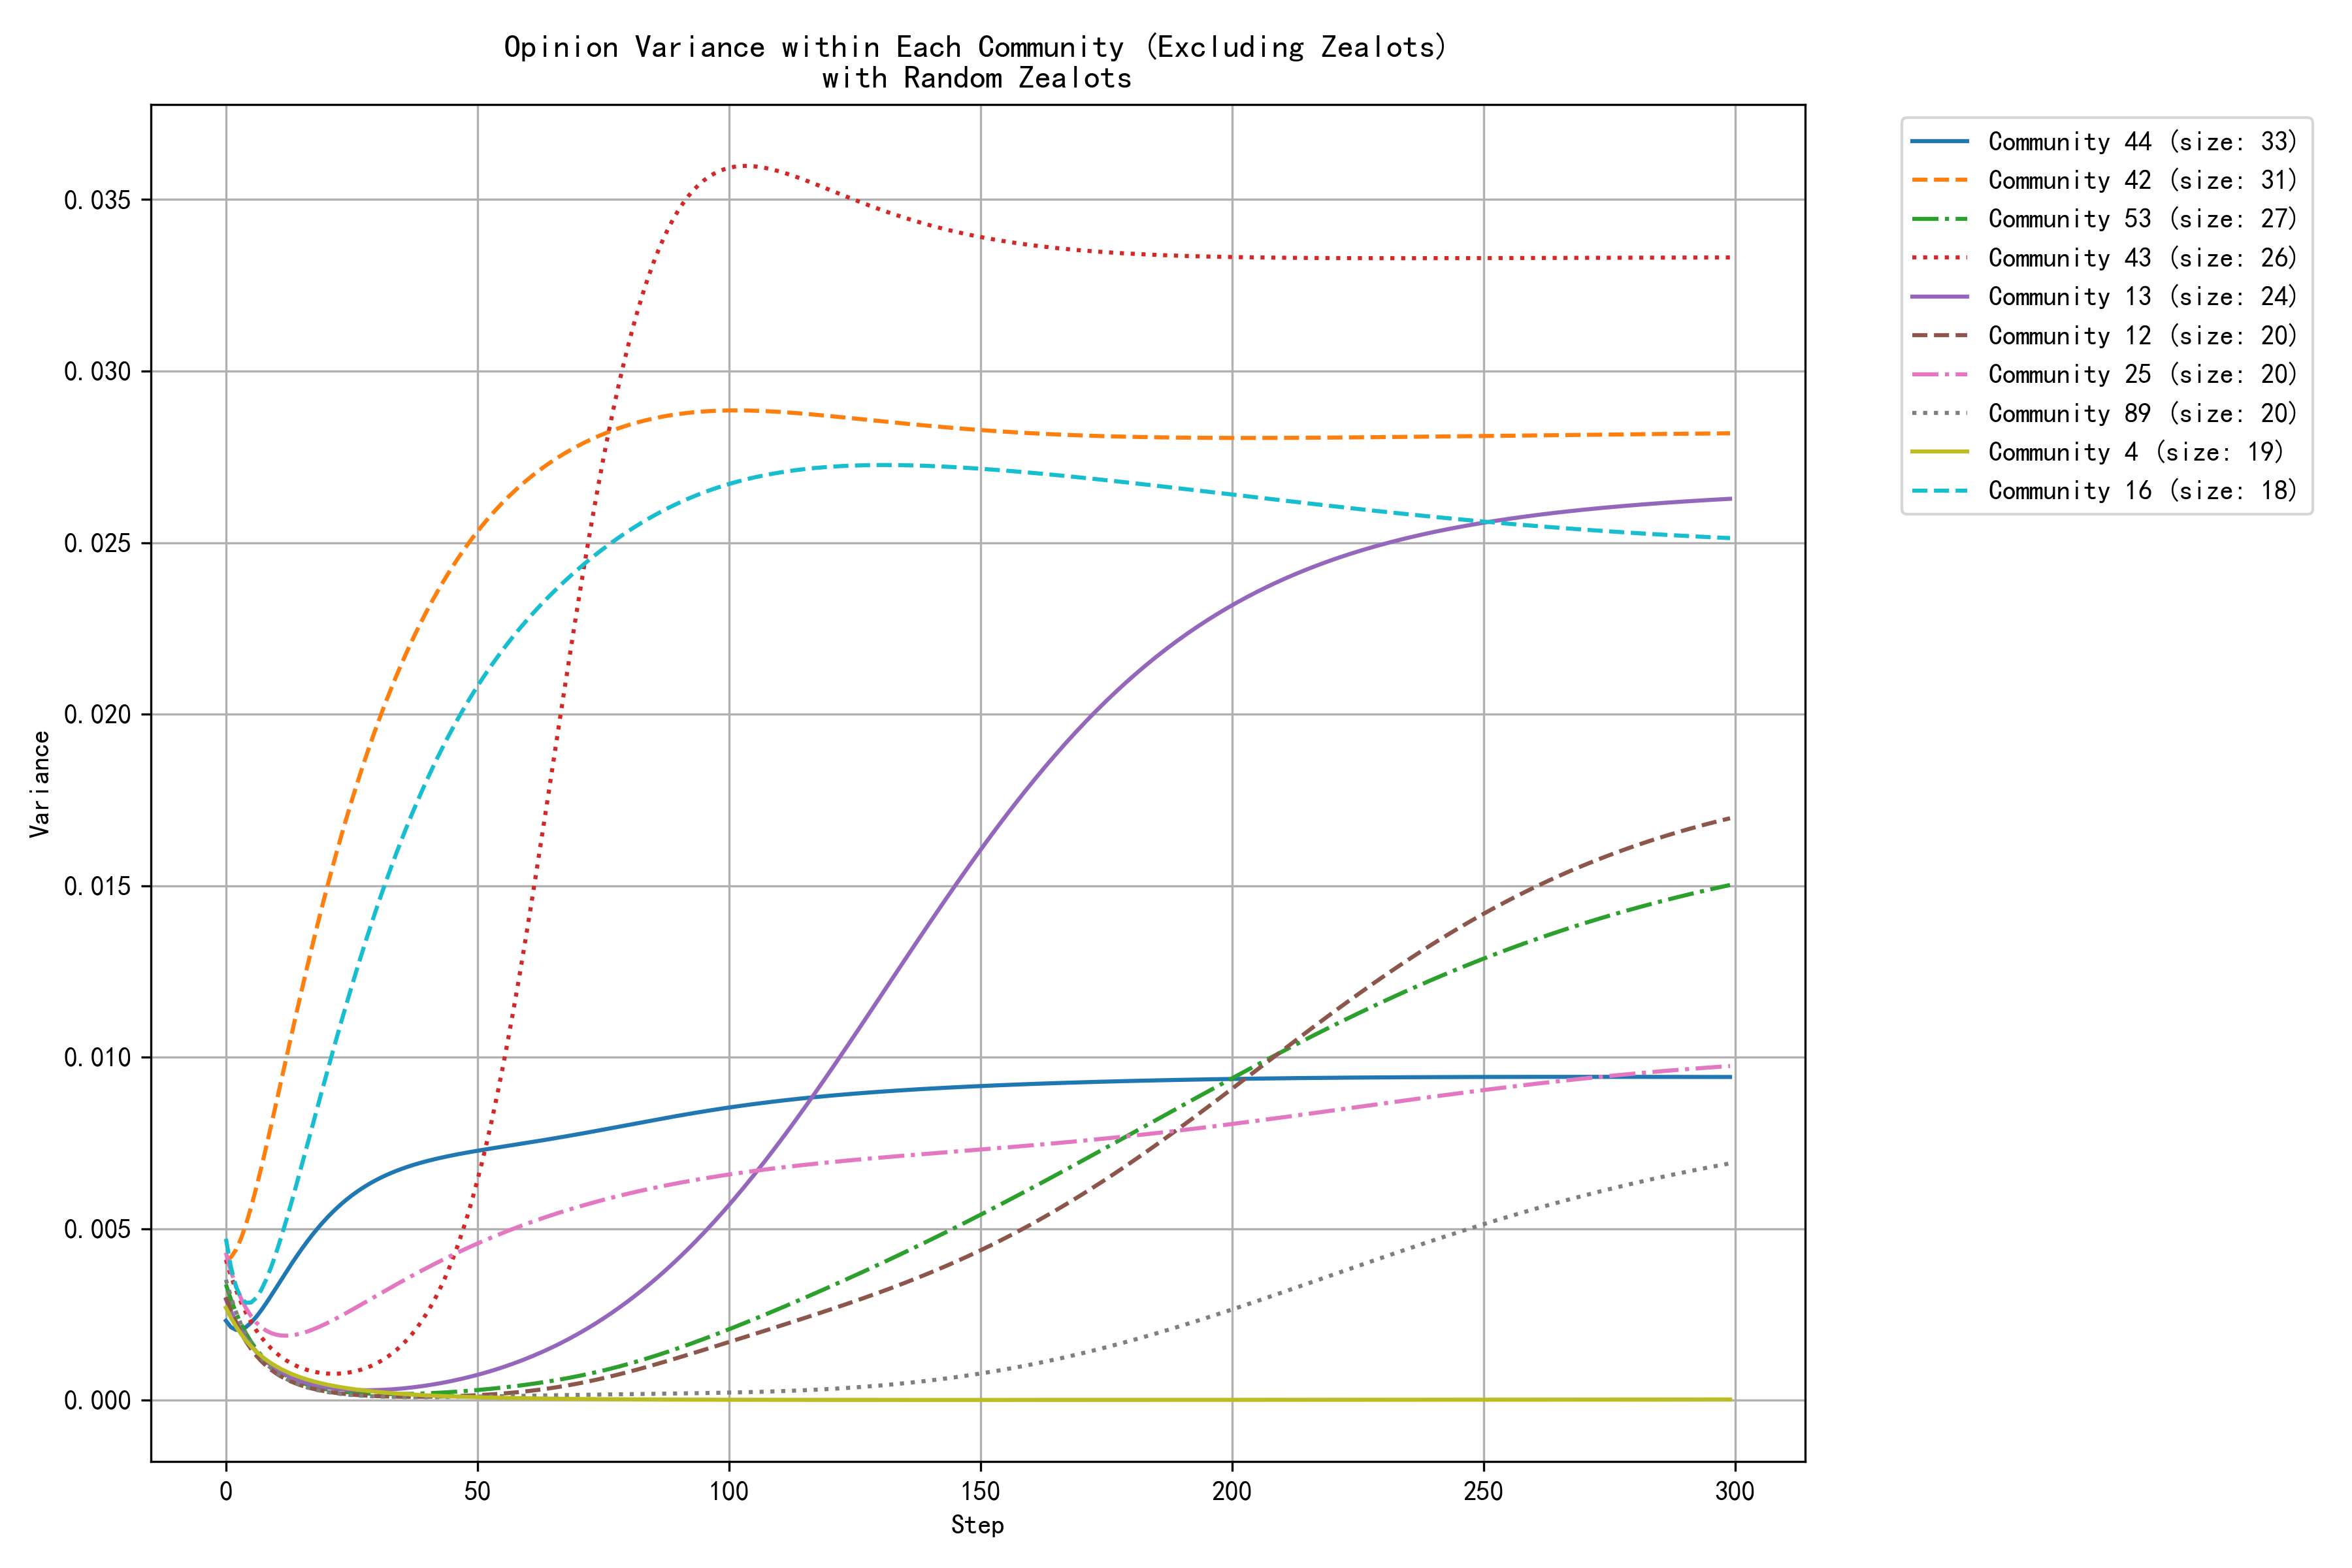 Opinion Variance within Each Community (Excluding Zealots)
with Random Zealots
Variance
0.035
0.030
0.025
0.020
0.015
0.010
0.005
0.000
0 50 100 150 200 250 300
Step
Community 44 (size: 33)
Community 42 (size: 31)
Community 53 (size: 27)
Community 43 (size: 26)
Community 13 (size: 24)
Community 12 (size: 20)
Community 25 (size: 20)
Community 89 (size: 20)
Community 4 (size: 19)
Community 16 (size: 18)